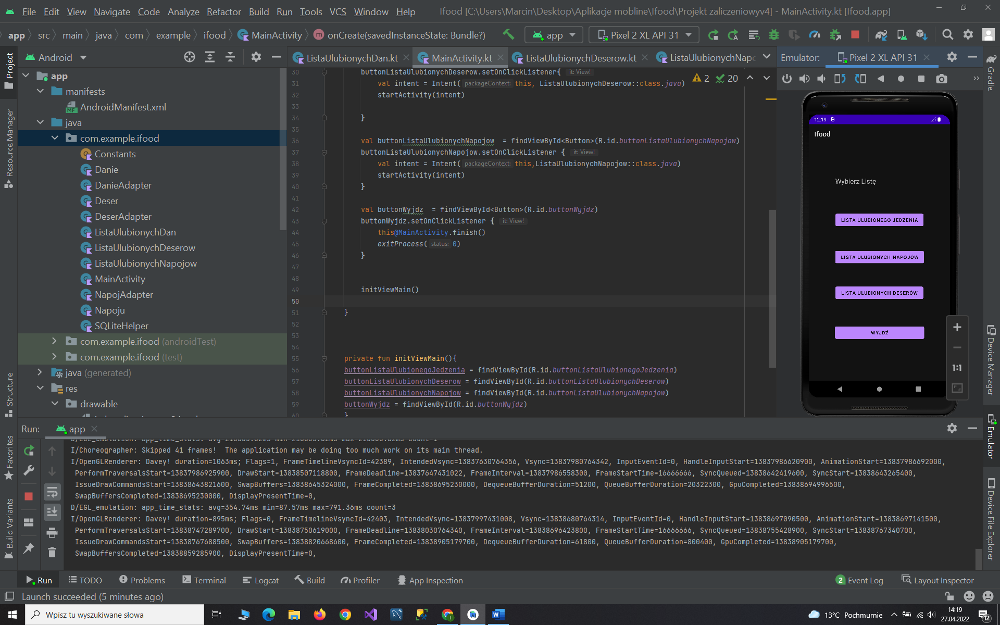 File Edit View Navigate Code Analyze Refactor Build Run Tools VCS Window Help Ifood [C:\Users\Marcin\Desktop\Aplikacje mobline\Ifood\Projekt zaliczeniowyv4] - MainActivity.kt [Ifood.app]
app src main java com example ifood MainActivity onCreate(savedInstanceState: Bundle?) app Pixel 2 XL API 31
Project
Resource Manager
Structure
Favorites
Build Variants
Android
app
manifests
AndroidManifest.xml
java
com.example.ifood
Constants
Danie
DanieAdapter
Deser
DeserAdapter
ListaUlubionychDan
ListaUlubionychDeserow
ListaUlubionychNapojow
MainActivity
NapojAdapter
Napoju
SQLiteHelper
com.example.ifood (androidTest)
com.example.ifood (test)
java (generated)
res
drawable
ListaUlubionychDan.kt MainActivity.kt ListaUlubionychDeserow.kt ListaUlubionychNapo
2 20
30 buttonListaUlubionychDeserow.setOnClickListener{ it: View!
31 val intent = Intent( packageContext: this, ListaUlubionychDeserow::class.java)
32 startActivity(intent)
33
34 }
35
36 val buttonListaUlubionychNapojow = findViewById<Button>(R.id.buttonListaUlubionychNapojow)
37 buttonListaUlubionychNapojow.setOnClickListener { it: View!
38 val intent = Intent( packageContext: this,ListaUlubionychNapojow::class.java)
39 startActivity(intent)
40 }
41
42 val buttonWyjdz = findViewById<Button>(R.id.buttonWyjdz)
43 buttonWyjdz.setOnClickListener { it: View!
44 this@MainActivity.finish()
45 exitProcess( status: 0)
46 }
47
48
49 initViewMain()
50
51 }
52
53
54
55 private fun initViewMain(){
56 buttonListaUlubionegoJedzenia = findViewById(R.id.buttonListaUlubionegoJedzenia)
57 buttonListaUlubionychDeserow = findViewById(R.id.buttonListaUlubionychDeserow)
58 buttonListaUlubionychNapojow = findViewById(R.id.buttonListaUlubionychNapojow)
59 buttonWyjdz = findViewById(R.id.buttonWyjdz)
60 }
Emulator: Pixel 2 XL API 31
12:19
Ifood
Wybierz Listę
LISTA ULUBIONEGO JEDZENIA
LISTA ULUBIONYCH NAPOJÓW
LISTA ULUBIONYCH DESERÓW
WYJDŹ
1:1
Gradle
Device Manager
Emulator
Device File Explorer
Run: app
D/EGL_emulation: app_time_stats:
I/Choreographer: Skipped 41 frames! The application may be doing too much work on its main thread.
I/OpenGLRenderer: Davey! duration=1063ms; Flags=1, FrameTimelineVsyncId=42389, IntendedVsync=13837630764356, Vsync=13837980764342, InputEventId=0, HandleInputStart=13837986620900, AnimationStart=13837986692000,
PerformTraversalsStart=13837986925900, DrawStart=13838507118800, FrameDeadline=13837647431022, FrameInterval=13837986558300, FrameStartTime=16666666, SyncQueued=13838642419600, SyncStart=13838643265400,
IssueDrawCommandsStart=13838643821600, SwapBuffers=13838645324000, FrameCompleted=13838695230000, DequeueBufferDuration=51200, QueueBufferDuration=20322300, GpuCompleted=13838694996500,
SwapBuffersCompleted=13838695230000, DisplayPresentTime=0,
D/EGL_emulation: app_time_stats: avg=354.74ms min=87.57ms max=791.36ms count=3
I/OpenGLRenderer: Davey! duration=895ms; Flags=0, FrameTimelineVsyncId=42403, IntendedVsync=13837997431008, Vsync=13838680764314, InputEventId=0, HandleInputStart=13838697090500, AnimationStart=13838697141500,
PerformTraversalsStart=13838747289700, DrawStart=13838750619000, FrameDeadline=13838030764340, FrameInterval=13838696423800, FrameStartTime=16666666, SyncQueued=13838755428900, SyncStart=13838767340700,
IssueDrawCommandsStart=13838767688500, SwapBuffers=13838820668600, FrameCompleted=13838905179700, DequeueBufferDuration=61800, QueueBufferDuration=800400, GpuCompleted=13838905179700,
SwapBuffersCompleted=13838859285900, DisplayPresentTime=0,
Run TODO Problems Terminal Logcat Build Profiler App Inspection 2 Event Log Layout Inspector
Launch succeeded (5 minutes ago)
Wpisz tu wyszukiwane słowa
13°C Pochmurnie
14:19
27.04.2022
12